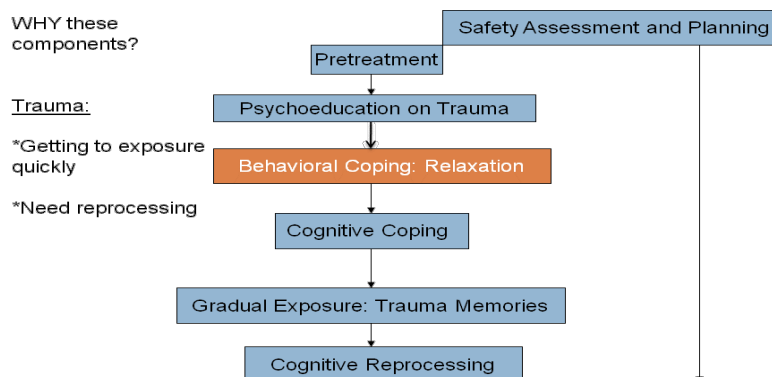 WHY these
components?
Safety Assessment and Planning
Pretreatment
Trauma:
Psychoeducation on Trauma
*Getting to exposure
quickly
Behavioral Coping: Relaxation
*Need reprocessing
Cognitive Coping
Gradual Exposure: Trauma Memories
Cognitive Reprocessing